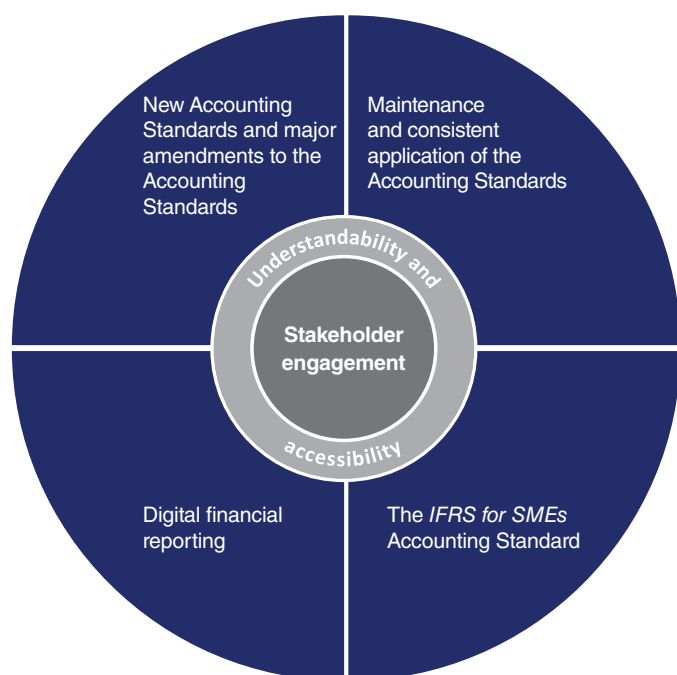 New Accounting
Standards and major
amendments to the
Accounting
Standards
Maintenance
and consistent
application of the
Accounting Standards
Understandability and
Stakeholder
engagement
accessibility
Digital financial
reporting
The IFRS for SMEs
Accounting Standard